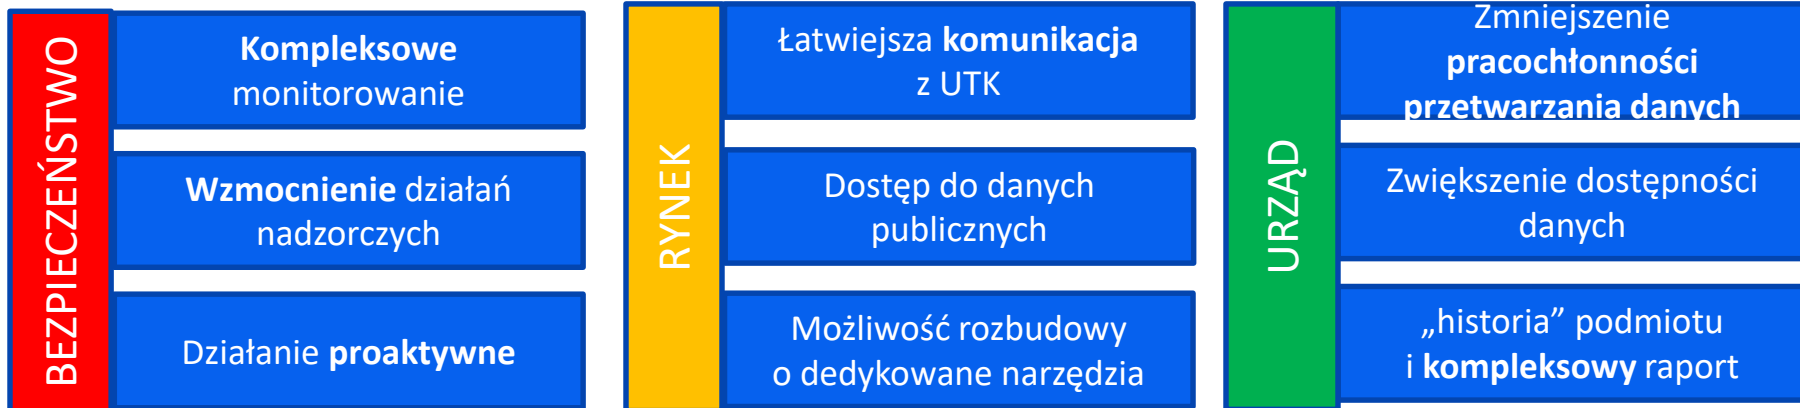 BEZPIECZEŃSTWO
Kompleksowe
monitorowanie
Wzmocnienie działań
nadzorczych
Działanie proaktywne
RYNEK
Łatwiejsza komunikacja
z UTK
Dostęp do danych
publicznych
Możliwość rozbudowy
o dedykowane narzędzia
URZĄD
Zmniejszenie
pracochłonności
przetwarzania danych
Zwiększenie dostępności
danych
„historia” podmiotu
i kompleksowy raport